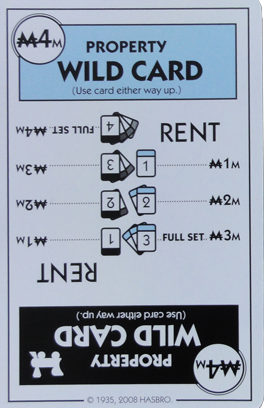 ₩4M
PROPERTY
WILD CARD
(Use card either way up.)
RENT
1 ₩1M
2 ₩2M
3 FULL SET ₩3M
RENT
1 ₩1M
2 ₩2M
3 ₩3M
4 FULL SET ₩4M
₩4M
PROPERTY
WILD CARD
(Use card either way up.)
© 1935, 2008 HASBRO.